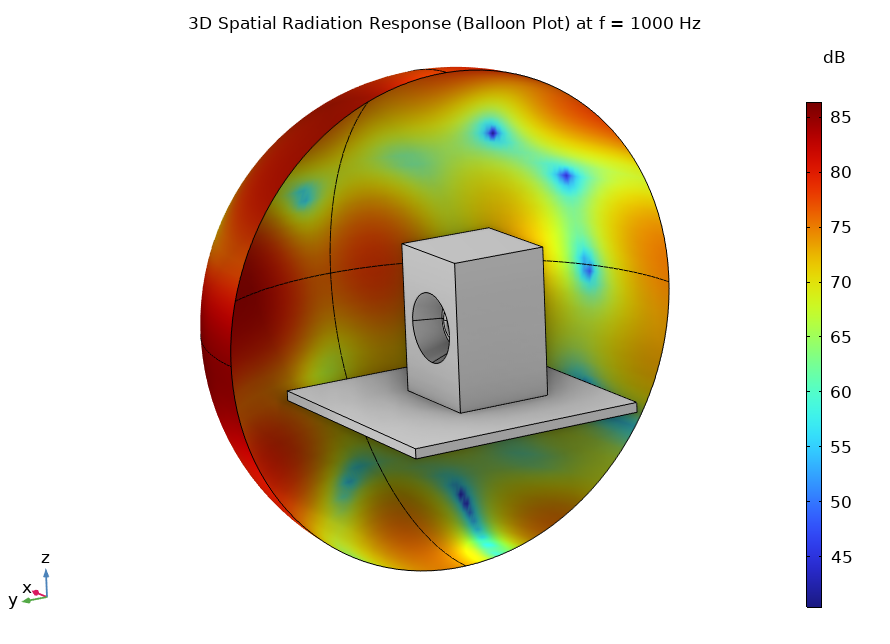 3D Spatial Radiation Response (Balloon Plot) at f = 1000 Hz
dB
85
80
75
70
65
60
55
50
45
z
x
y